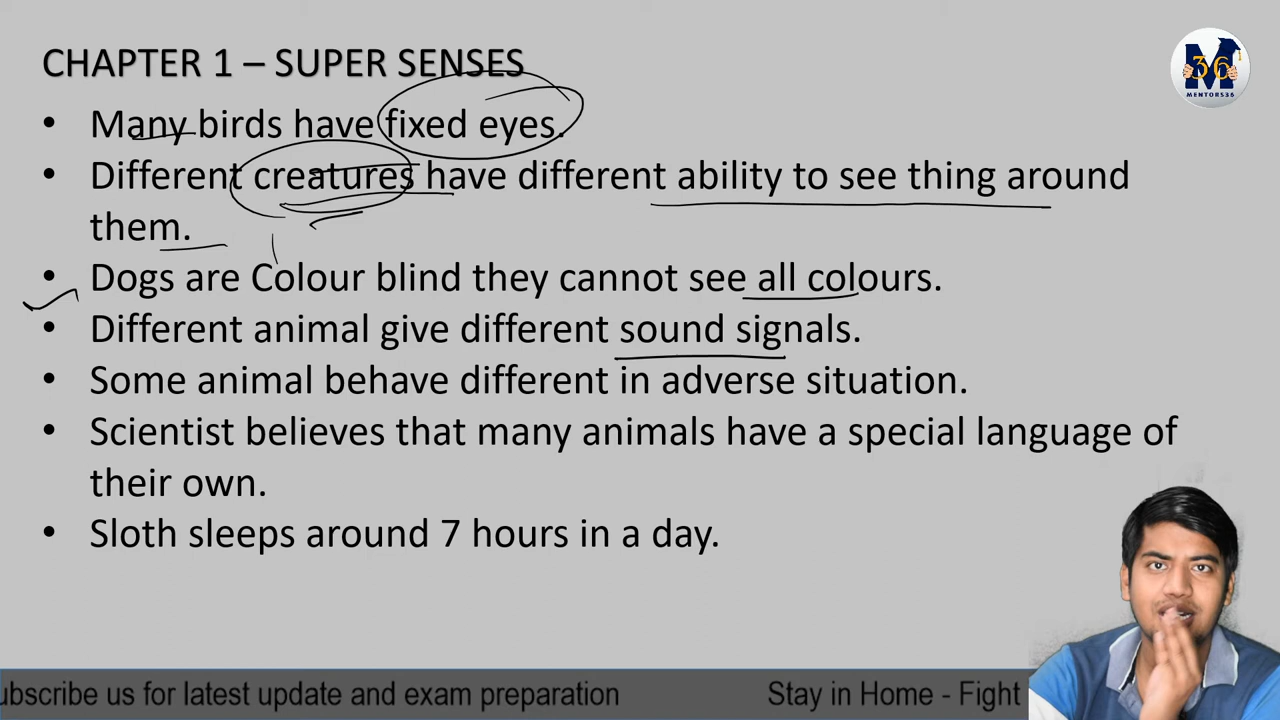 CHAPTER 1 – SUPER SENSES
M
36
MENTORS36
• Many birds have fixed eyes.
• Different creatures have different ability to see thing around
them.
• Dogs are Colour blind they cannot see all colours.
• Different animal give different sound signals.
• Some animal behave different in adverse situation.
• Scientist believes that many animals have a special language of
their own.
• Sloth sleeps around 7 hours in a day.
ubscribe us for latest update and exam preparation Stay in Home - Fight